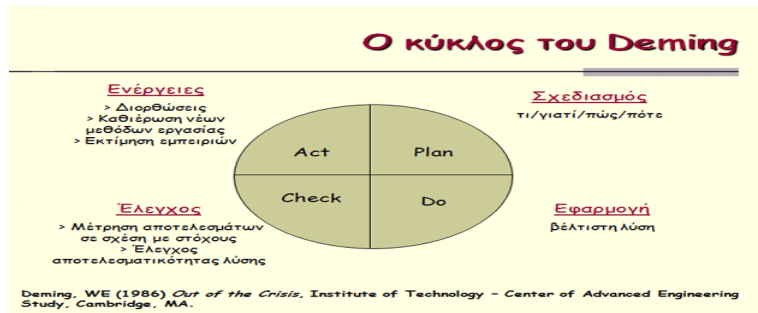 Ο κύκλος του Deming
Ενέργειες
> Διορθώσεις
> Καθιέρωση νέων
μεθόδων εργασίας
> Εκτίμηση εμπειριών
Σχεδιασμός
τι/γιατί/πώς/πότε
Act
Plan
Check
Do
Έλεγχος
> Μέτρηση αποτελεσμάτων
σε σχέση με στόχους
> Έλεγχος
αποτελεσματικότητας λύσης
Εφαρμογή
βέλτιστη λύση
Deming, WE (1986) Out of the Crisis, Institute of Technology – Center of Advanced Engineering
Study, Cambridge, MA.